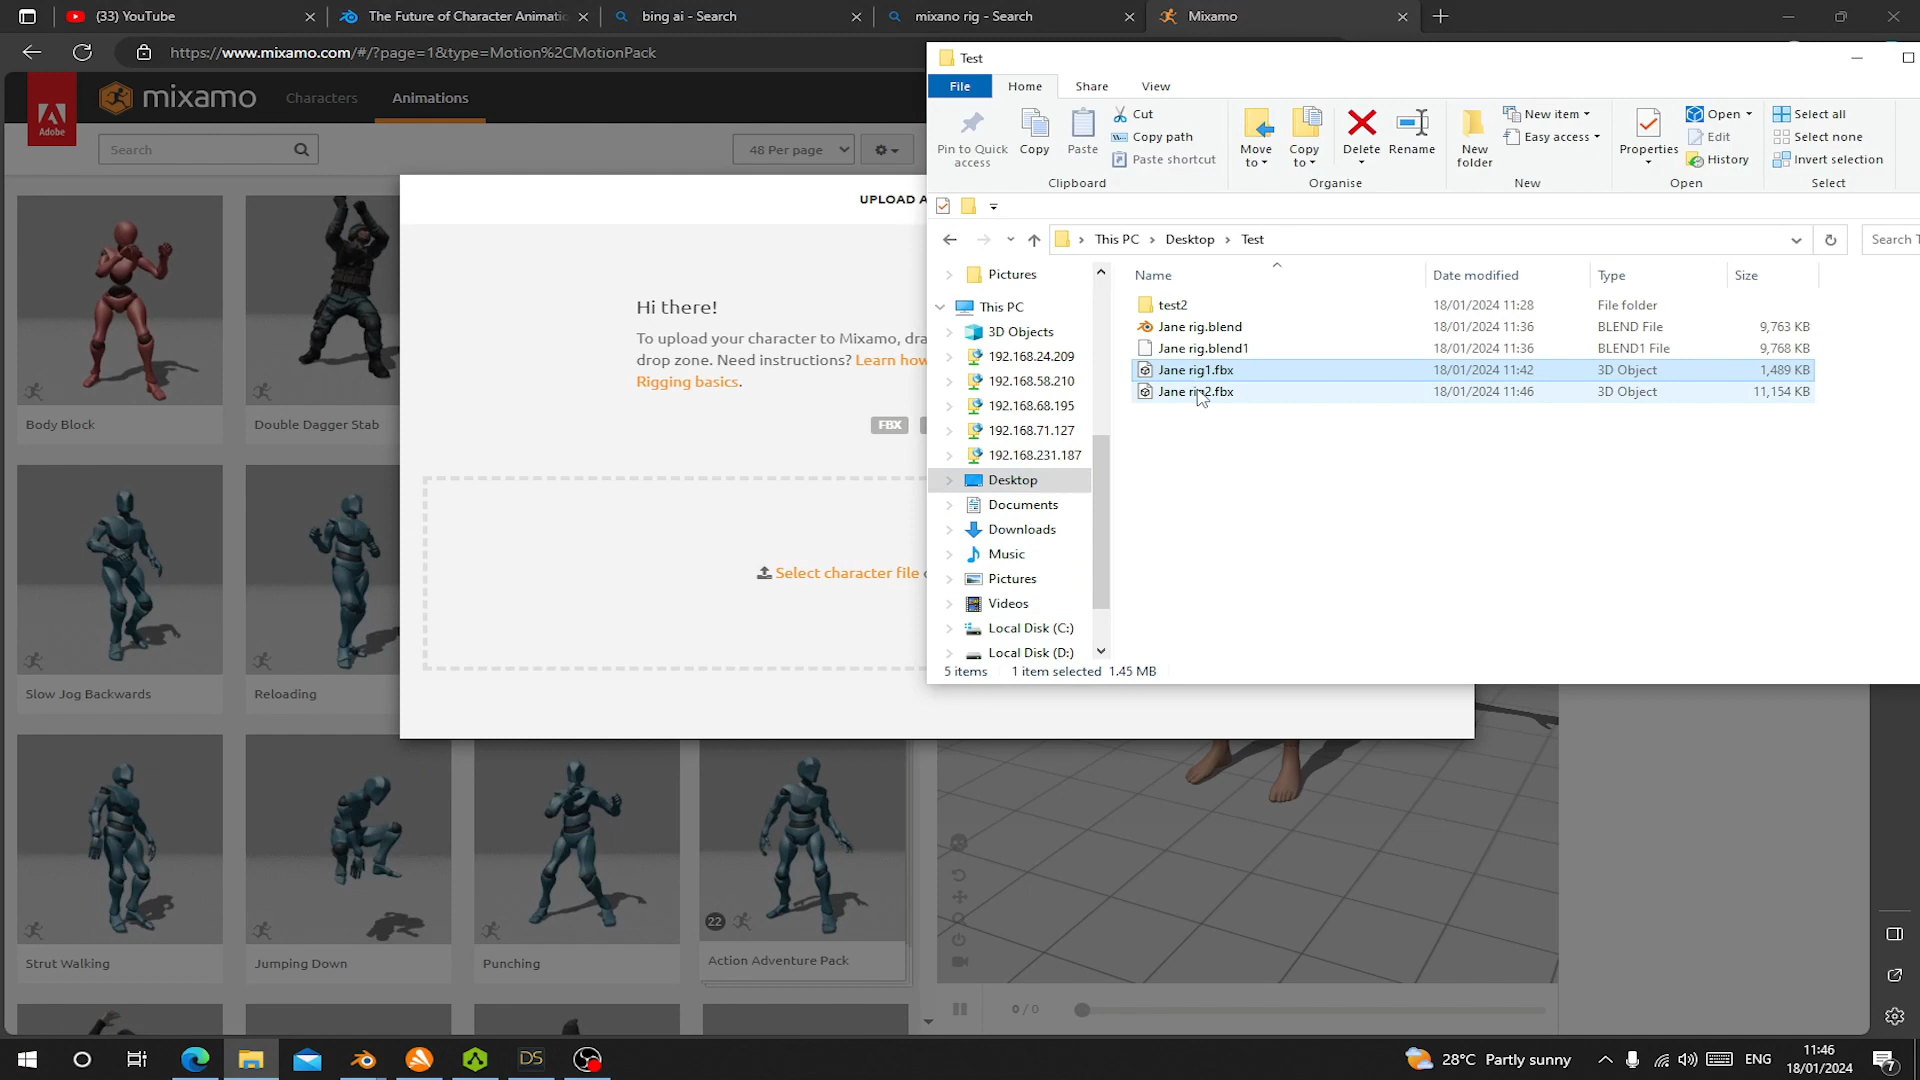 (33) YouTube
The Future of Character Animatio
bing ai - Search
mixano rig - Search
Mixamo
https://www.mixamo.com/#/?page=1&type=Motion%2CMotionPack
Adobe
mixamo
Characters
Animations
Search
48 Per page
Body Block
Double Dagger Stab
Slow Jog Backwards
Reloading
Strut Walking
Jumping Down
Punching
22
Action Adventure Pack
UPLOAD A
Hi there!
To upload your character to Mixamo, dra
drop zone. Need instructions? Learn how
Rigging basics.
FBX
Select character file o
0 / 0
Test
File
Home
Share
View
Pin to Quick access
Copy
Paste
Cut
Copy path
Paste shortcut
Clipboard
Move to
Copy to
Delete
Rename
Organise
New folder
New item
Easy access
New
Properties
Open
Edit
History
Open
Select all
Select none
Invert selection
Select
This PC > Desktop > Test
Search T
Pictures
This PC
3D Objects
192.168.24.209
192.168.58.210
192.168.68.195
192.168.71.127
192.168.231.187
Desktop
Documents
Downloads
Music
Pictures
Videos
Local Disk (C:)
Local Disk (D:)
Name Date modified Type Size
test2 18/01/2024 11:28 File folder
Jane rig.blend 18/01/2024 11:36 BLEND File 9,763 KB
Jane rig.blend1 18/01/2024 11:36 BLEND1 File 9,768 KB
Jane rig1.fbx 18/01/2024 11:42 3D Object 1,489 KB
Jane rig2.fbx 18/01/2024 11:46 3D Object 11,154 KB
5 items 1 item selected 1.45 MB
DS
28°C Partly sunny
ENG
11:46
18/01/2024
7